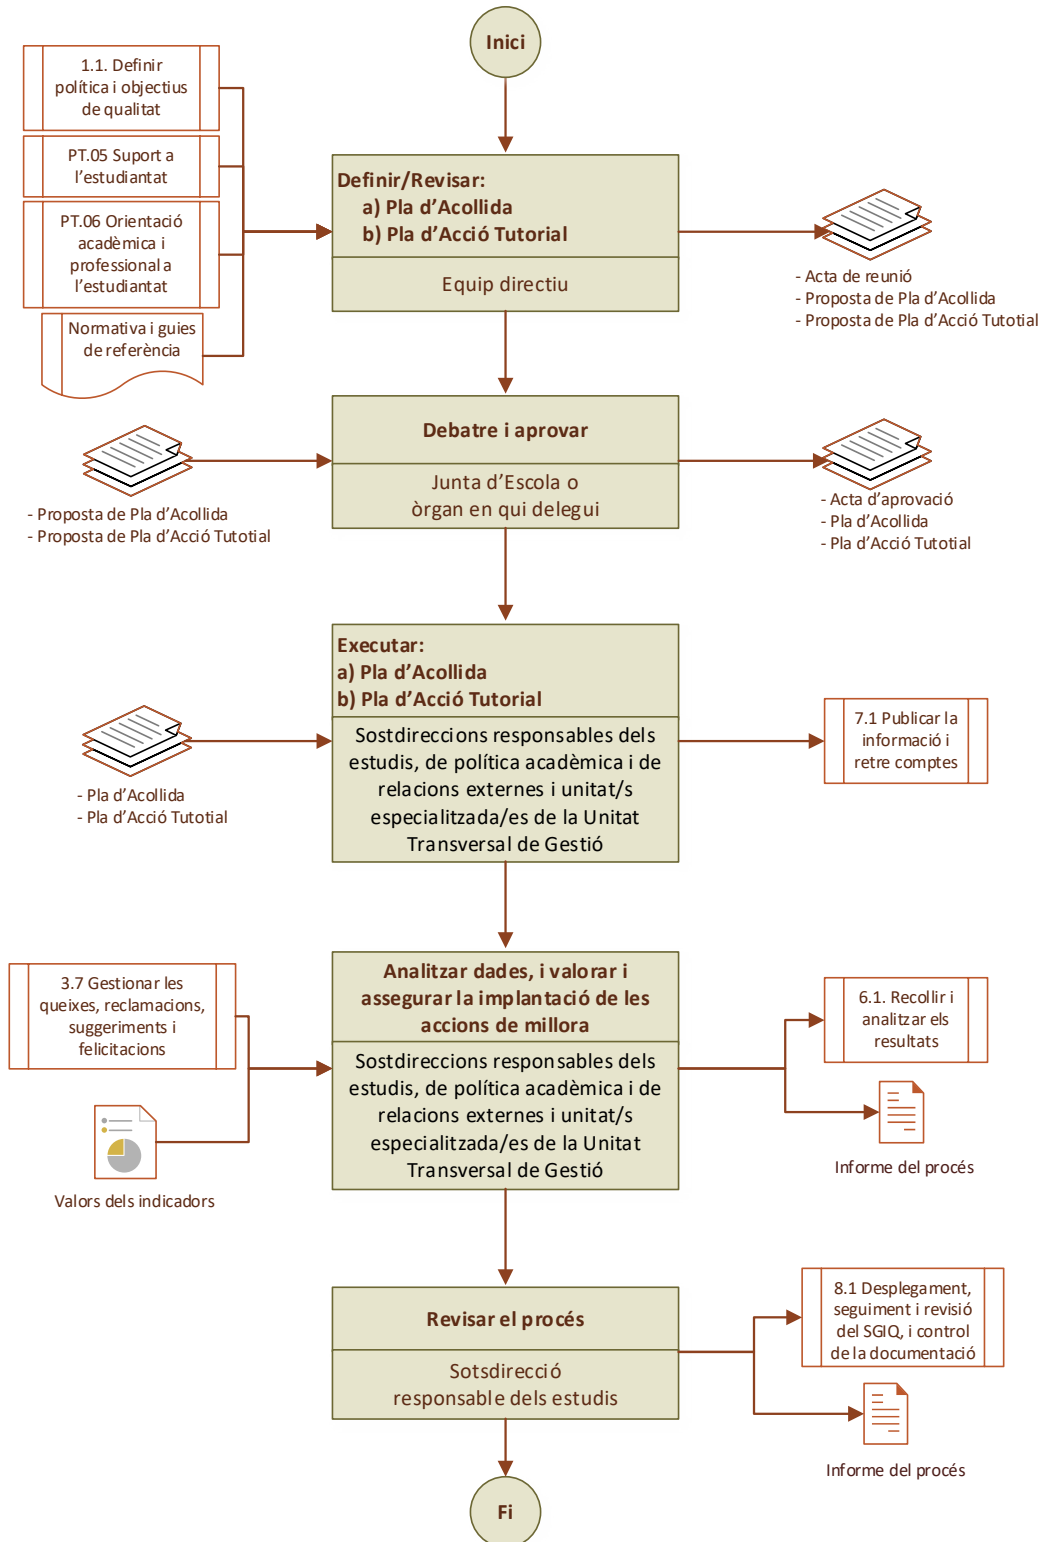 Inici
1.1. Definir
política i objectius
de qualitat
PT.05 Suport a
l'estudiantat
PT.06 Orientació
acadèmica i
professional a
l'estudiantat
Normativa i guies
de referència
Definir/Revisar:
a) Pla d'Acollida
b) Pla d'Acció Tutorial
Equip directiu
- Acta de reunió
- Proposta de Pla d'Acollida
- Proposta de Pla d'Acció Tutotial
- Proposta de Pla d'Acollida
- Proposta de Pla d'Acció Tutotial
Debatre i aprovar
Junta d'Escola o
òrgan en qui delegui
- Acta d'aprovació
- Pla d'Acollida
- Pla d'Acció Tutotial
- Pla d'Acollida
- Pla d'Acció Tutotial
Executar:
a) Pla d'Acollida
b) Pla d'Acció Tutorial
Sostdireccions responsables dels
estudis, de política acadèmica i de
relacions externes i unitat/s
especialitzada/es de la Unitat
Transversal de Gestió
7.1 Publicar la
informació i
retre comptes
3.7 Gestionar les
queixes, reclamacions,
suggeriments i
felicitacions
Valors dels indicadors
Analitzar dades, i valorar i
assegurar la implantació de les
accions de millora
Sostdireccions responsables dels
estudis, de política acadèmica i de
relacions externes i unitat/s
especialitzada/es de la Unitat
Transversal de Gestió
6.1. Recollir i
analitzar els
resultats
Informe del procés
Revisar el procés
Sotsdirecció
responsable dels estudis
8.1 Desplegament,
seguiment i revisió
del SGIQ, i control
de la documentació
Informe del procés
Fi